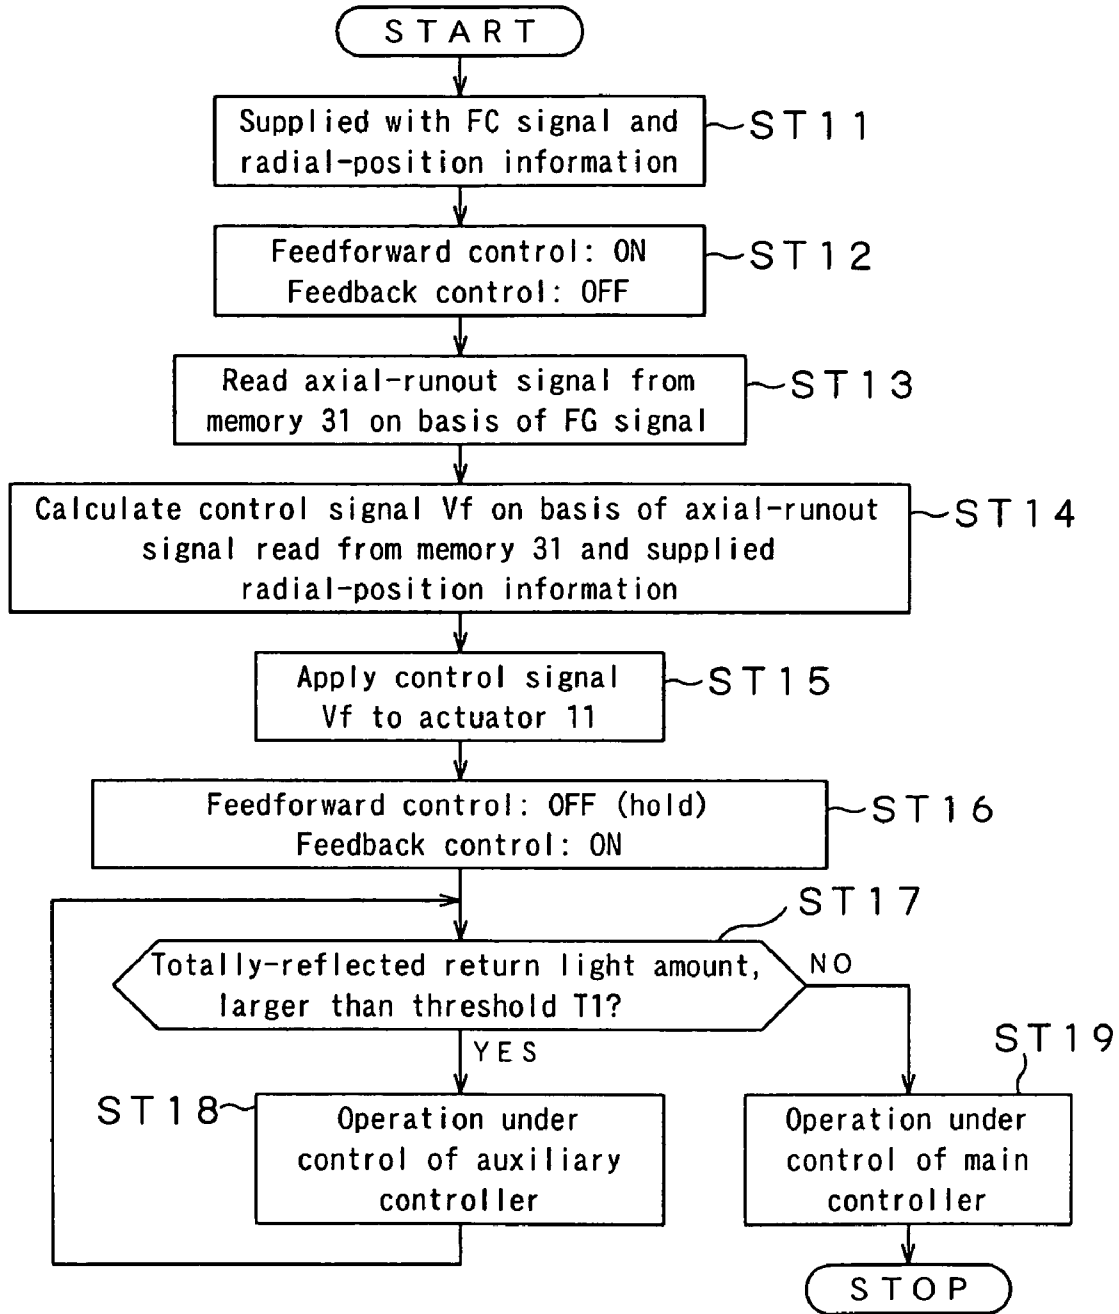 START
Supplied with FC signal and
radial-position information
ST11
Feedforward control: ON
Feedback control: OFF
ST12
Read axial-runout signal from
memory 31 on basis of FG signal
ST13
Calculate control signal Vf on basis of axial-runout
signal read from memory 31 and supplied
radial-position information
ST14
Apply control signal
Vf to actuator 11
ST15
Feedforward control: OFF (hold)
Feedback control: ON
ST16
ST17
Totally-reflected return light amount,
larger than threshold T1?
NO
YES
ST18
Operation under
control of auxiliary
controller
ST19
Operation under
control of main
controller
STOP